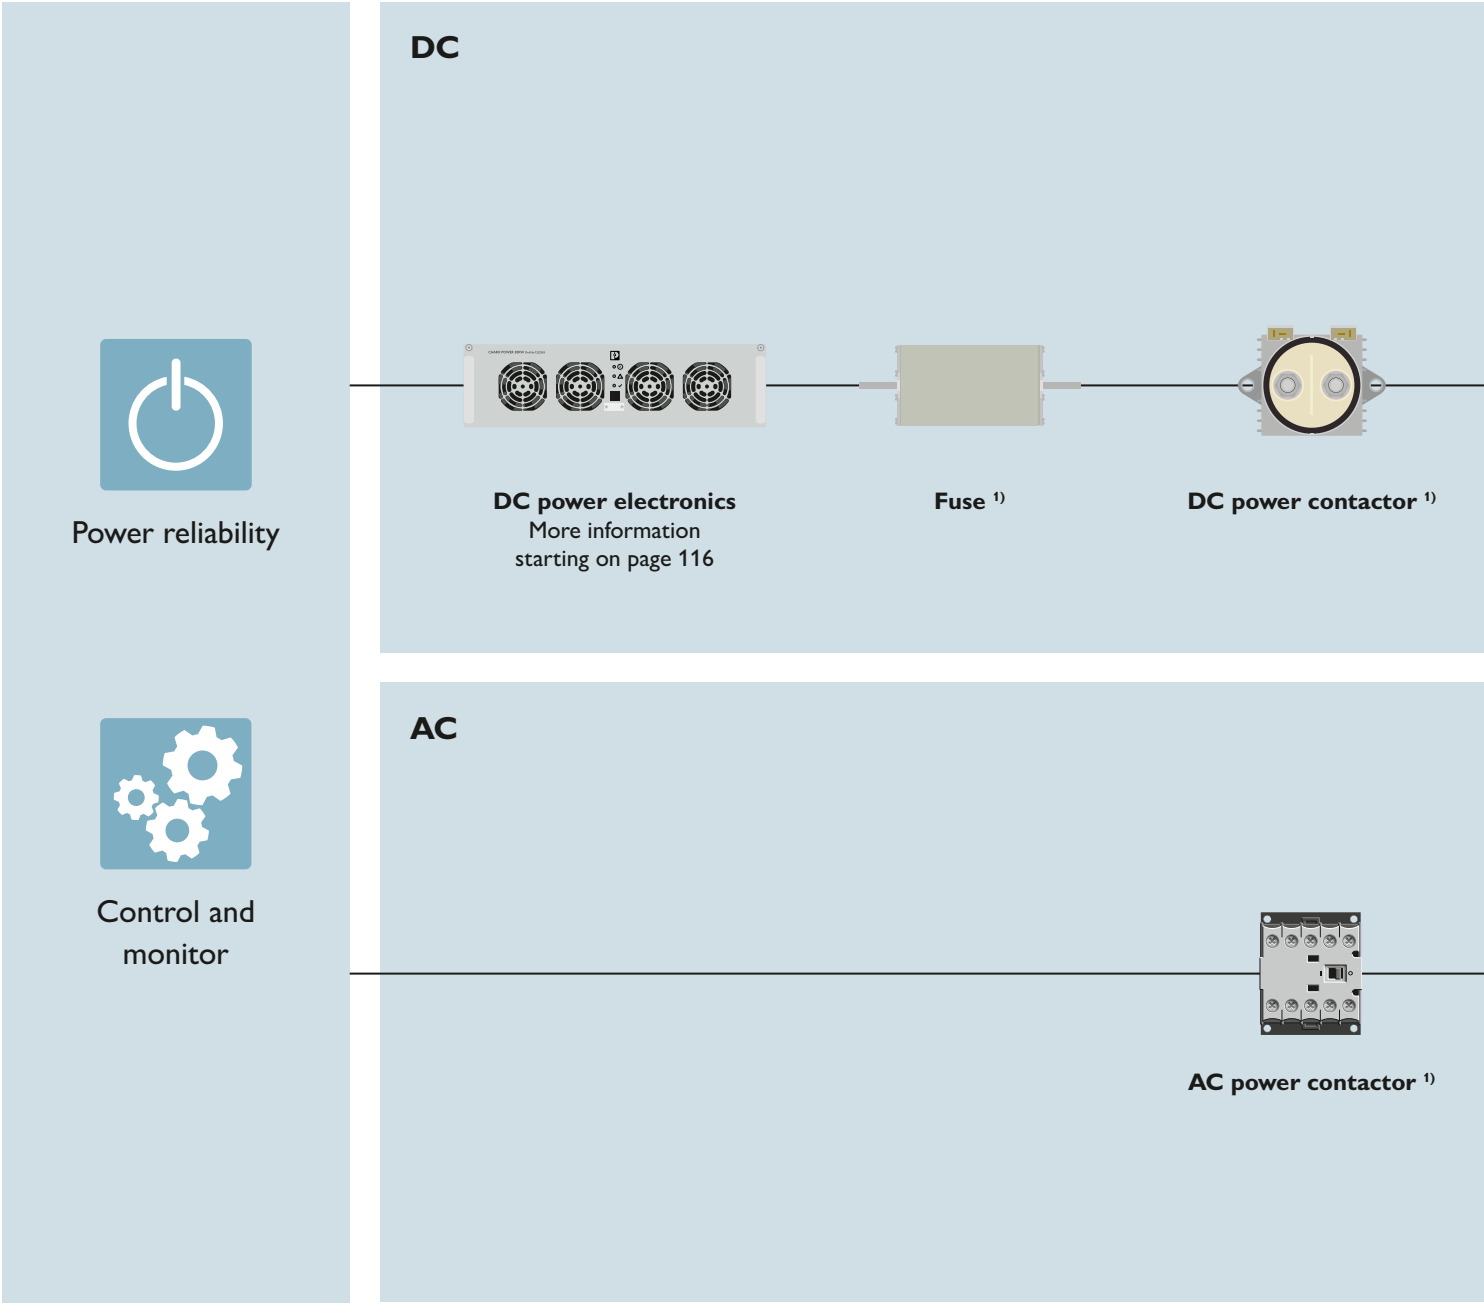 DC
Power reliability
DC power electronics
More information
starting on page 116
Fuse 1)
DC power contactor 1)
AC
Control and
monitor
AC power contactor 1)